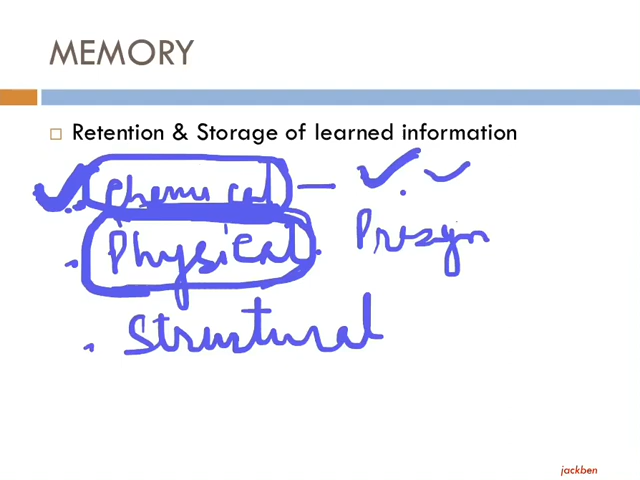 MEMORY
Retention & Storage of learned information
Chemical —
Physical. Presyn
Structural
jackben